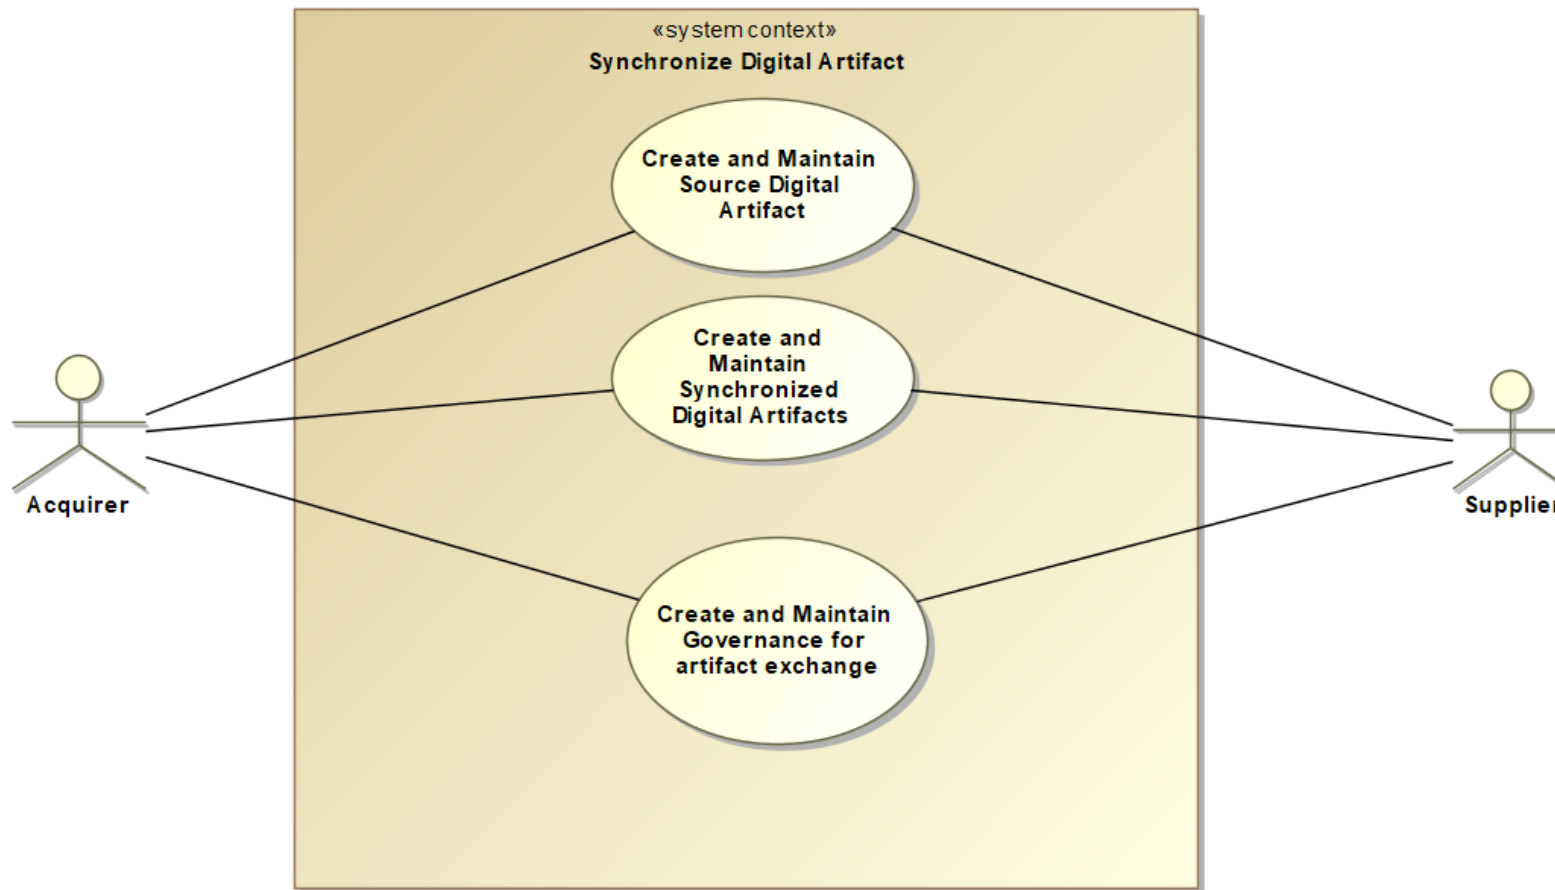 «system context»
Synchronize Digital Artifact
Create and Maintain
Source Digital
Artifact
Create and
Maintain
Synchronized
Digital Artifacts
Acquirer
Supplier
Create and Maintain
Governance for
artifact exchange